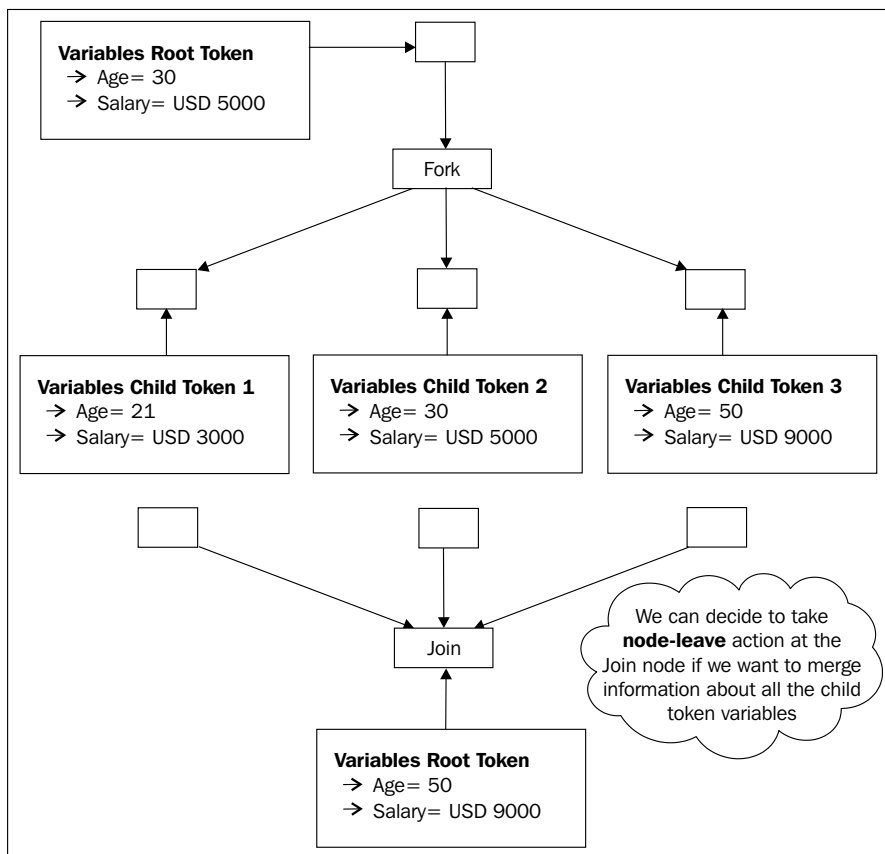 Variables Root Token
→ Age= 30
→ Salary= USD 5000
Fork
Variables Child Token 1
→ Age= 21
→ Salary= USD 3000
Variables Child Token 2
→ Age= 30
→ Salary= USD 5000
Variables Child Token 3
→ Age= 50
→ Salary= USD 9000
Join
We can decide to take
node-leave action at the
Join node if we want to merge
information about all the child
token variables
Variables Root Token
→ Age= 50
→ Salary= USD 9000